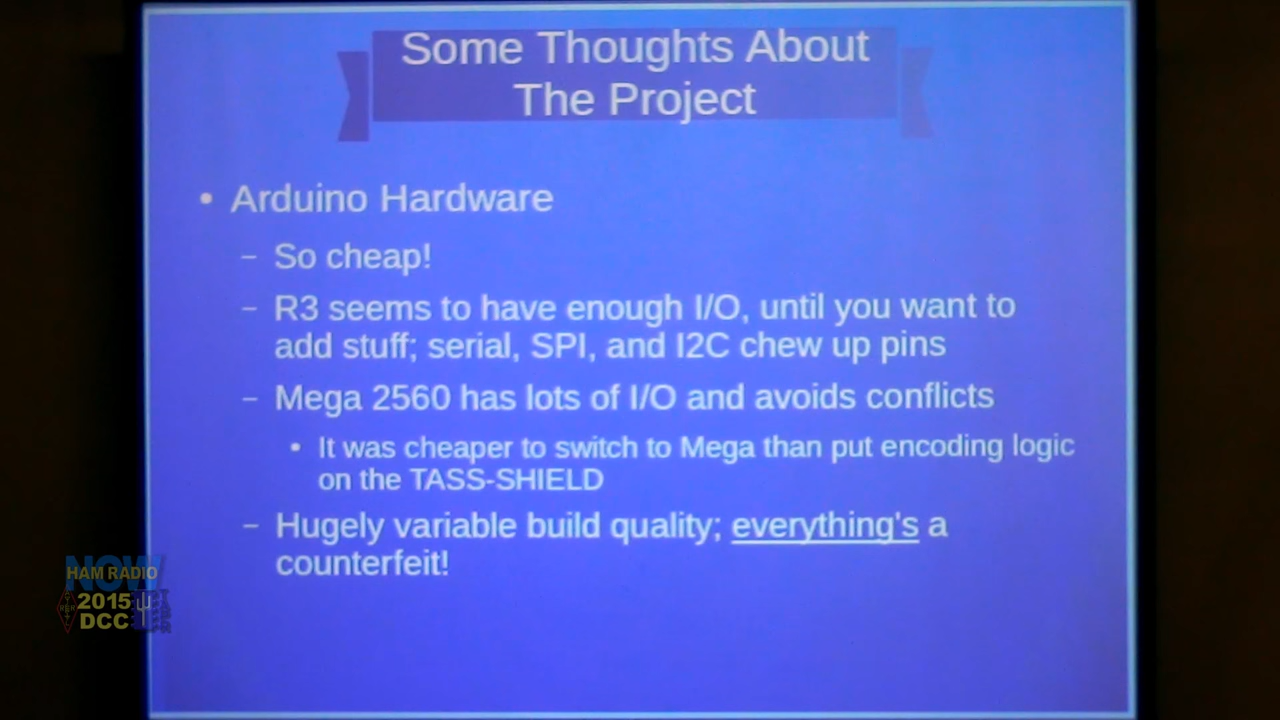 Some Thoughts About
The Project
• Arduino Hardware
– So cheap!
– R3 seems to have enough I/O, until you want to
add stuff; serial, SPI, and I2C chew up pins
– Mega 2560 has lots of I/O and avoids conflicts
• It was cheaper to switch to Mega than put encoding logic
on the TASS-SHIELD
– Hugely variable build quality; everything's a
counterfeit!
NOW
HAM RADIO
2015
DCC